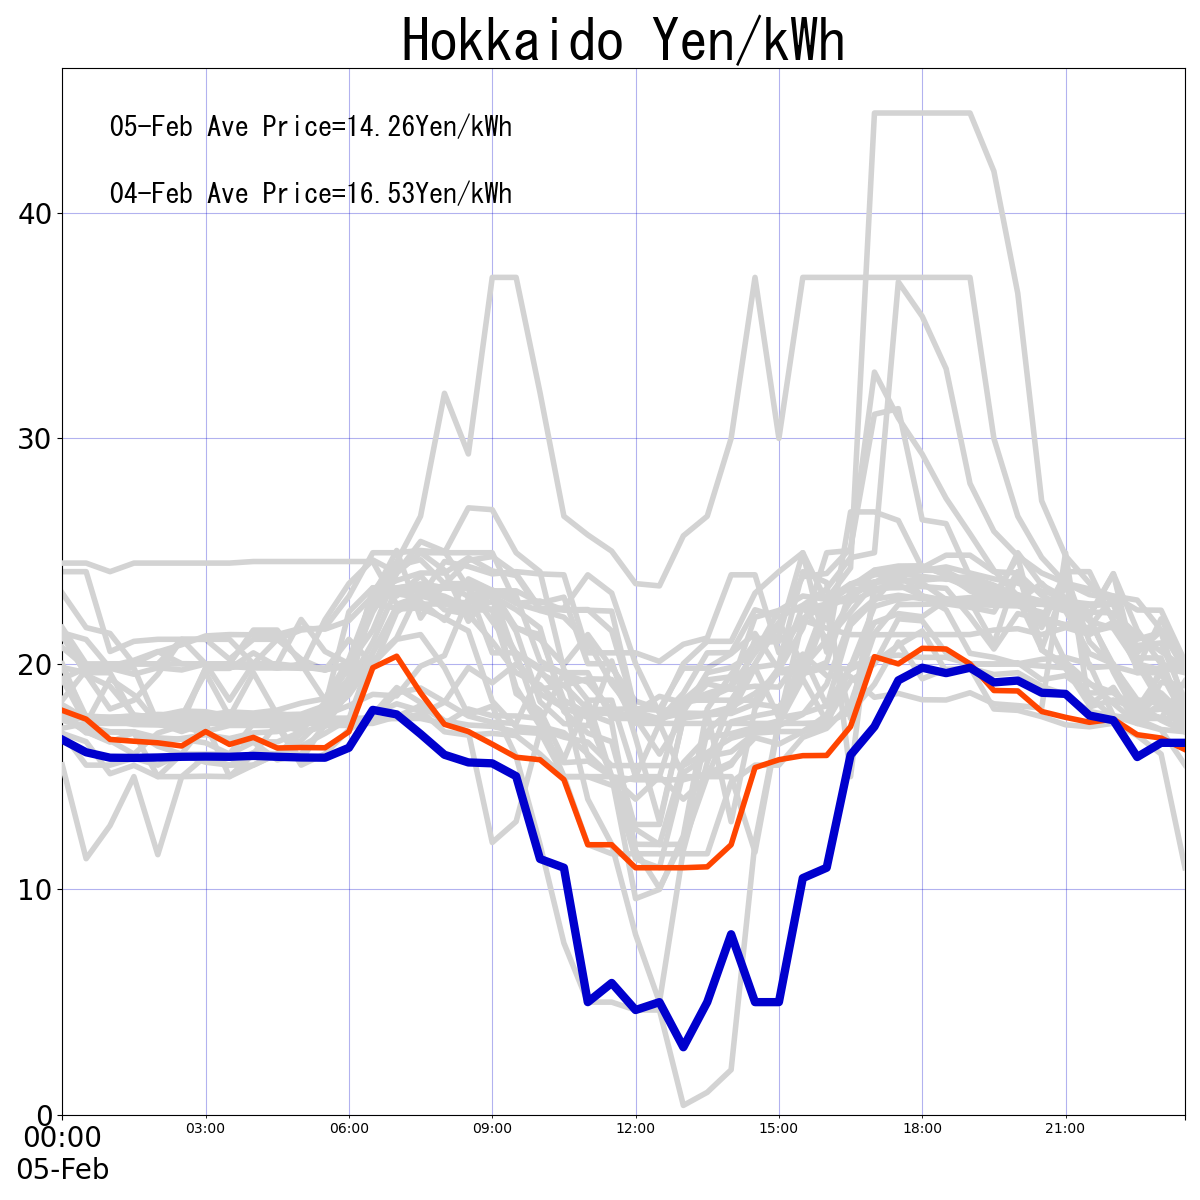 Hokkaido Yen/kWh
05-Feb Ave Price=14.26Yen/kWh
04-Feb Ave Price=16.53Yen/kWh
40
30
20
10
0
00:00 03:00 06:00 09:00 12:00 15:00 18:00 21:00
05-Feb